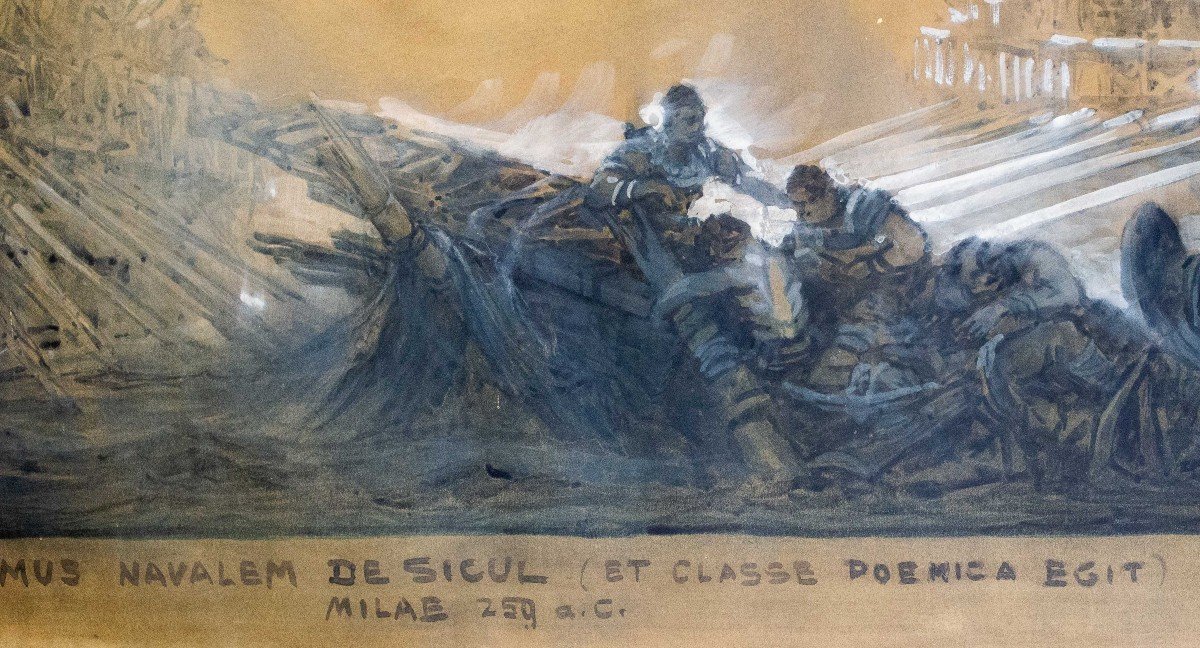 MUS NAVALEM DE SICUL (ET CLASSE POENICA EGIT)
MILAE 259 a.C.